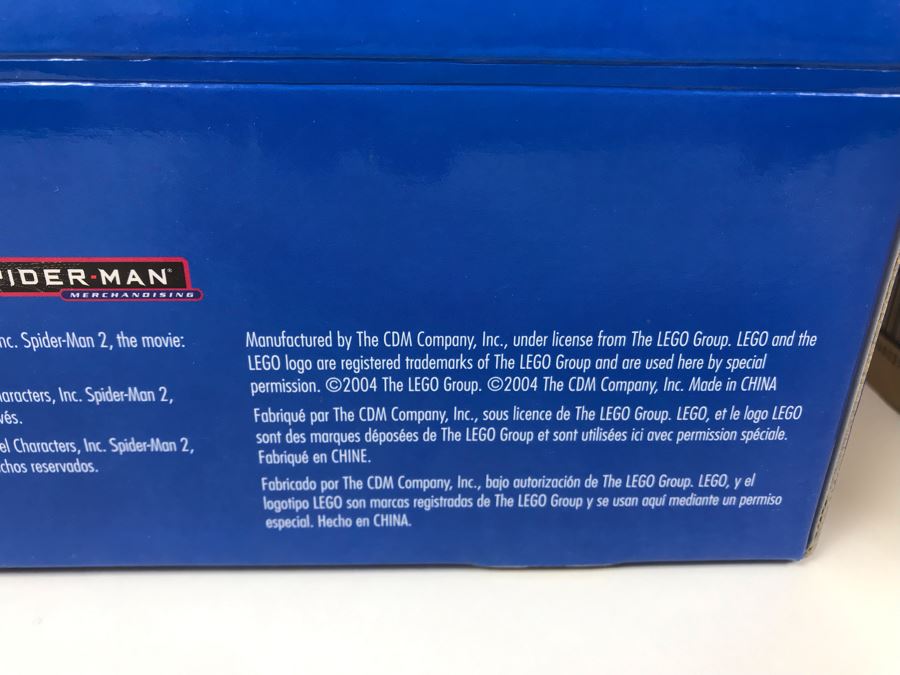 SPIDER-MAN®
MERCHANDISING
Inc. Spider-Man 2, the movie:
Characters, Inc. Spider-Man 2,
Marvel Characters, Inc. Spider-Man 2,
reservados.
Manufactured by The CDM Company, Inc., under license from The LEGO Group. LEGO and the
LEGO logo are registered trademarks of The LEGO Group and are used here by special
permission. ©2004 The LEGO Group. ©2004 The CDM Company, Inc. Made in CHINA
Fabriqué par The CDM Company, Inc., sous licence de The LEGO Group. LEGO, et le logo LEGO
sont des marques déposées de The LEGO Group et sont utilisées ici avec permission spéciale.
Fabriqué en CHINE.
Fabricado por The CDM Company, Inc., bajo autorización de The LEGO Group. LEGO, y el
logotipo LEGO son marcas registradas de The LEGO Group y se usan aquí mediante un permiso
especial. Hecho en CHINA.